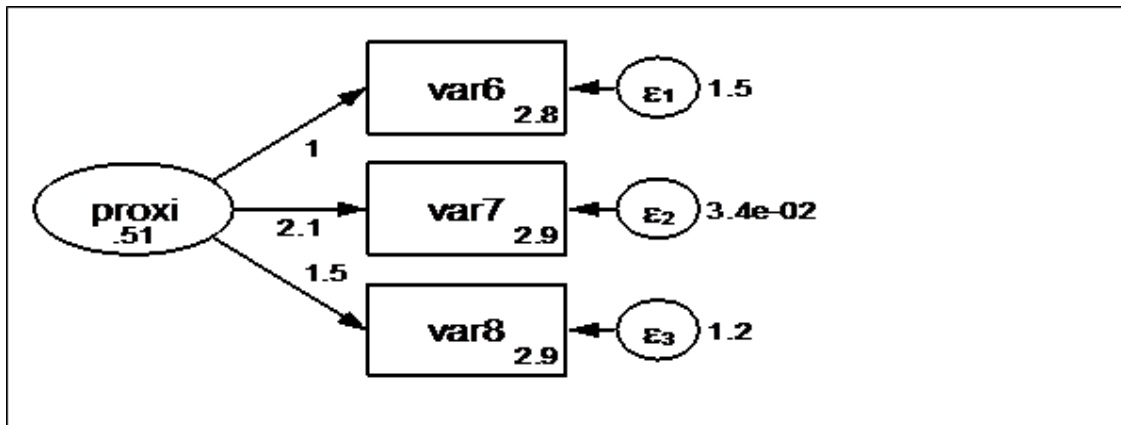 var6
2.8
ε1
1.5
1
proxi
.51
2.1
var7
2.9
ε2
3.4e-02
1.5
var8
2.9
ε3
1.2